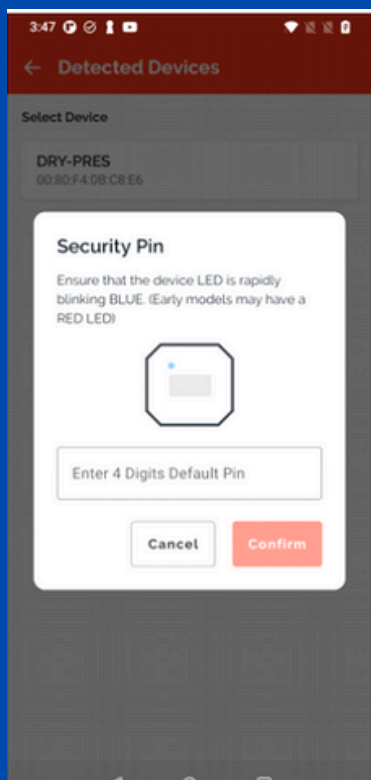 3:47
Detected Devices
Select Device
DRY-PRES
00:80:F4:0B:C8:E6
Security Pin
Ensure that the device LED is rapidly
blinking BLUE. (Early models may have a
RED LED)
Enter 4 Digits Default Pin
Cancel
Confirm